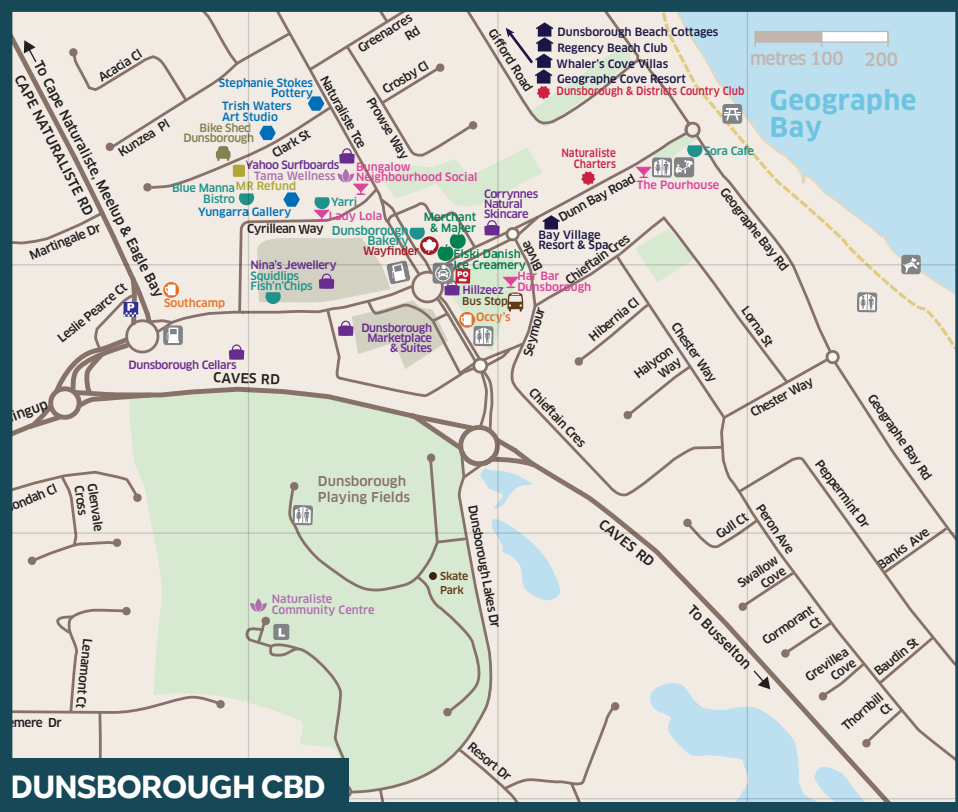 To Cape Naturaliste, Meelup & Eagle Bay
CAPE NATURALISTE RD
Acacia Cl
Greenacres
Rd
Crosby Cl
Gifford Road
Dunsborough Beach Cottages
Regency Beach Club
Whaler's Cove Villas
Geographe Cove Resort
Dunsborough & Districts Country Club
metres 100 200
Geographe
Bay
Stephanie Stokes
Pottery
Trish Waters
Art Studio
Bike Shed
Dunsborough
Kunzea Pl
Clark St
Naturaliste Tce
Prowse Way
Yahoo Surfboards
Tama Wellness
Bungalow
Neighbourhood Social
MR Refund
Blue Manna
Bistro
Yungarra Gallery
Yarri
Lady Lola
Naturaliste
Charters
Sora Cafe
The Pourhouse
Dunn Bay Road
Corrynnes
Natural
Skincare
Merchant
& Maker
Dunsborough
Bakery
Wayfinder
Elski Danish
Ice Creamery
Bay Village
Resort & Spa
Cyrillean Way
Martingale Dr
Leslie Pearce Ct
P
Southcamp
Nina's Jewellery
Squidlips
Fish'n'Chips
PO
Hillzeez
Bus Stop
Occy's
Har Bar
Dunsborough
Seymour
Bvde
Chieftain Cres
Geographe Bay Rd
Hibernia Cl
Halycon
Way
Chester Way
Lorna St
Dunsborough
Marketplace
& Suites
Dunsborough Cellars
CAVES RD
ingup
Chieftain Cres
Chester Way
Geographe Bay Rd
Dunsborough
Playing Fields
ondah Cl
Glenvale
Cross
Dunsborough Lakes Dr
CAVES RD
Gull Ct
Peron Ave
Peppermint Dr
Banks Ave
Swallow
Cove
Skate
Park
Naturaliste
Community Centre
L
Lenamont Ct
To Busselton
Cormorant
Ct
Grevillea
Cove
Baudin St
Thornbill
Ct
emere Dr
Resort Dr
DUNSBOROUGH CBD